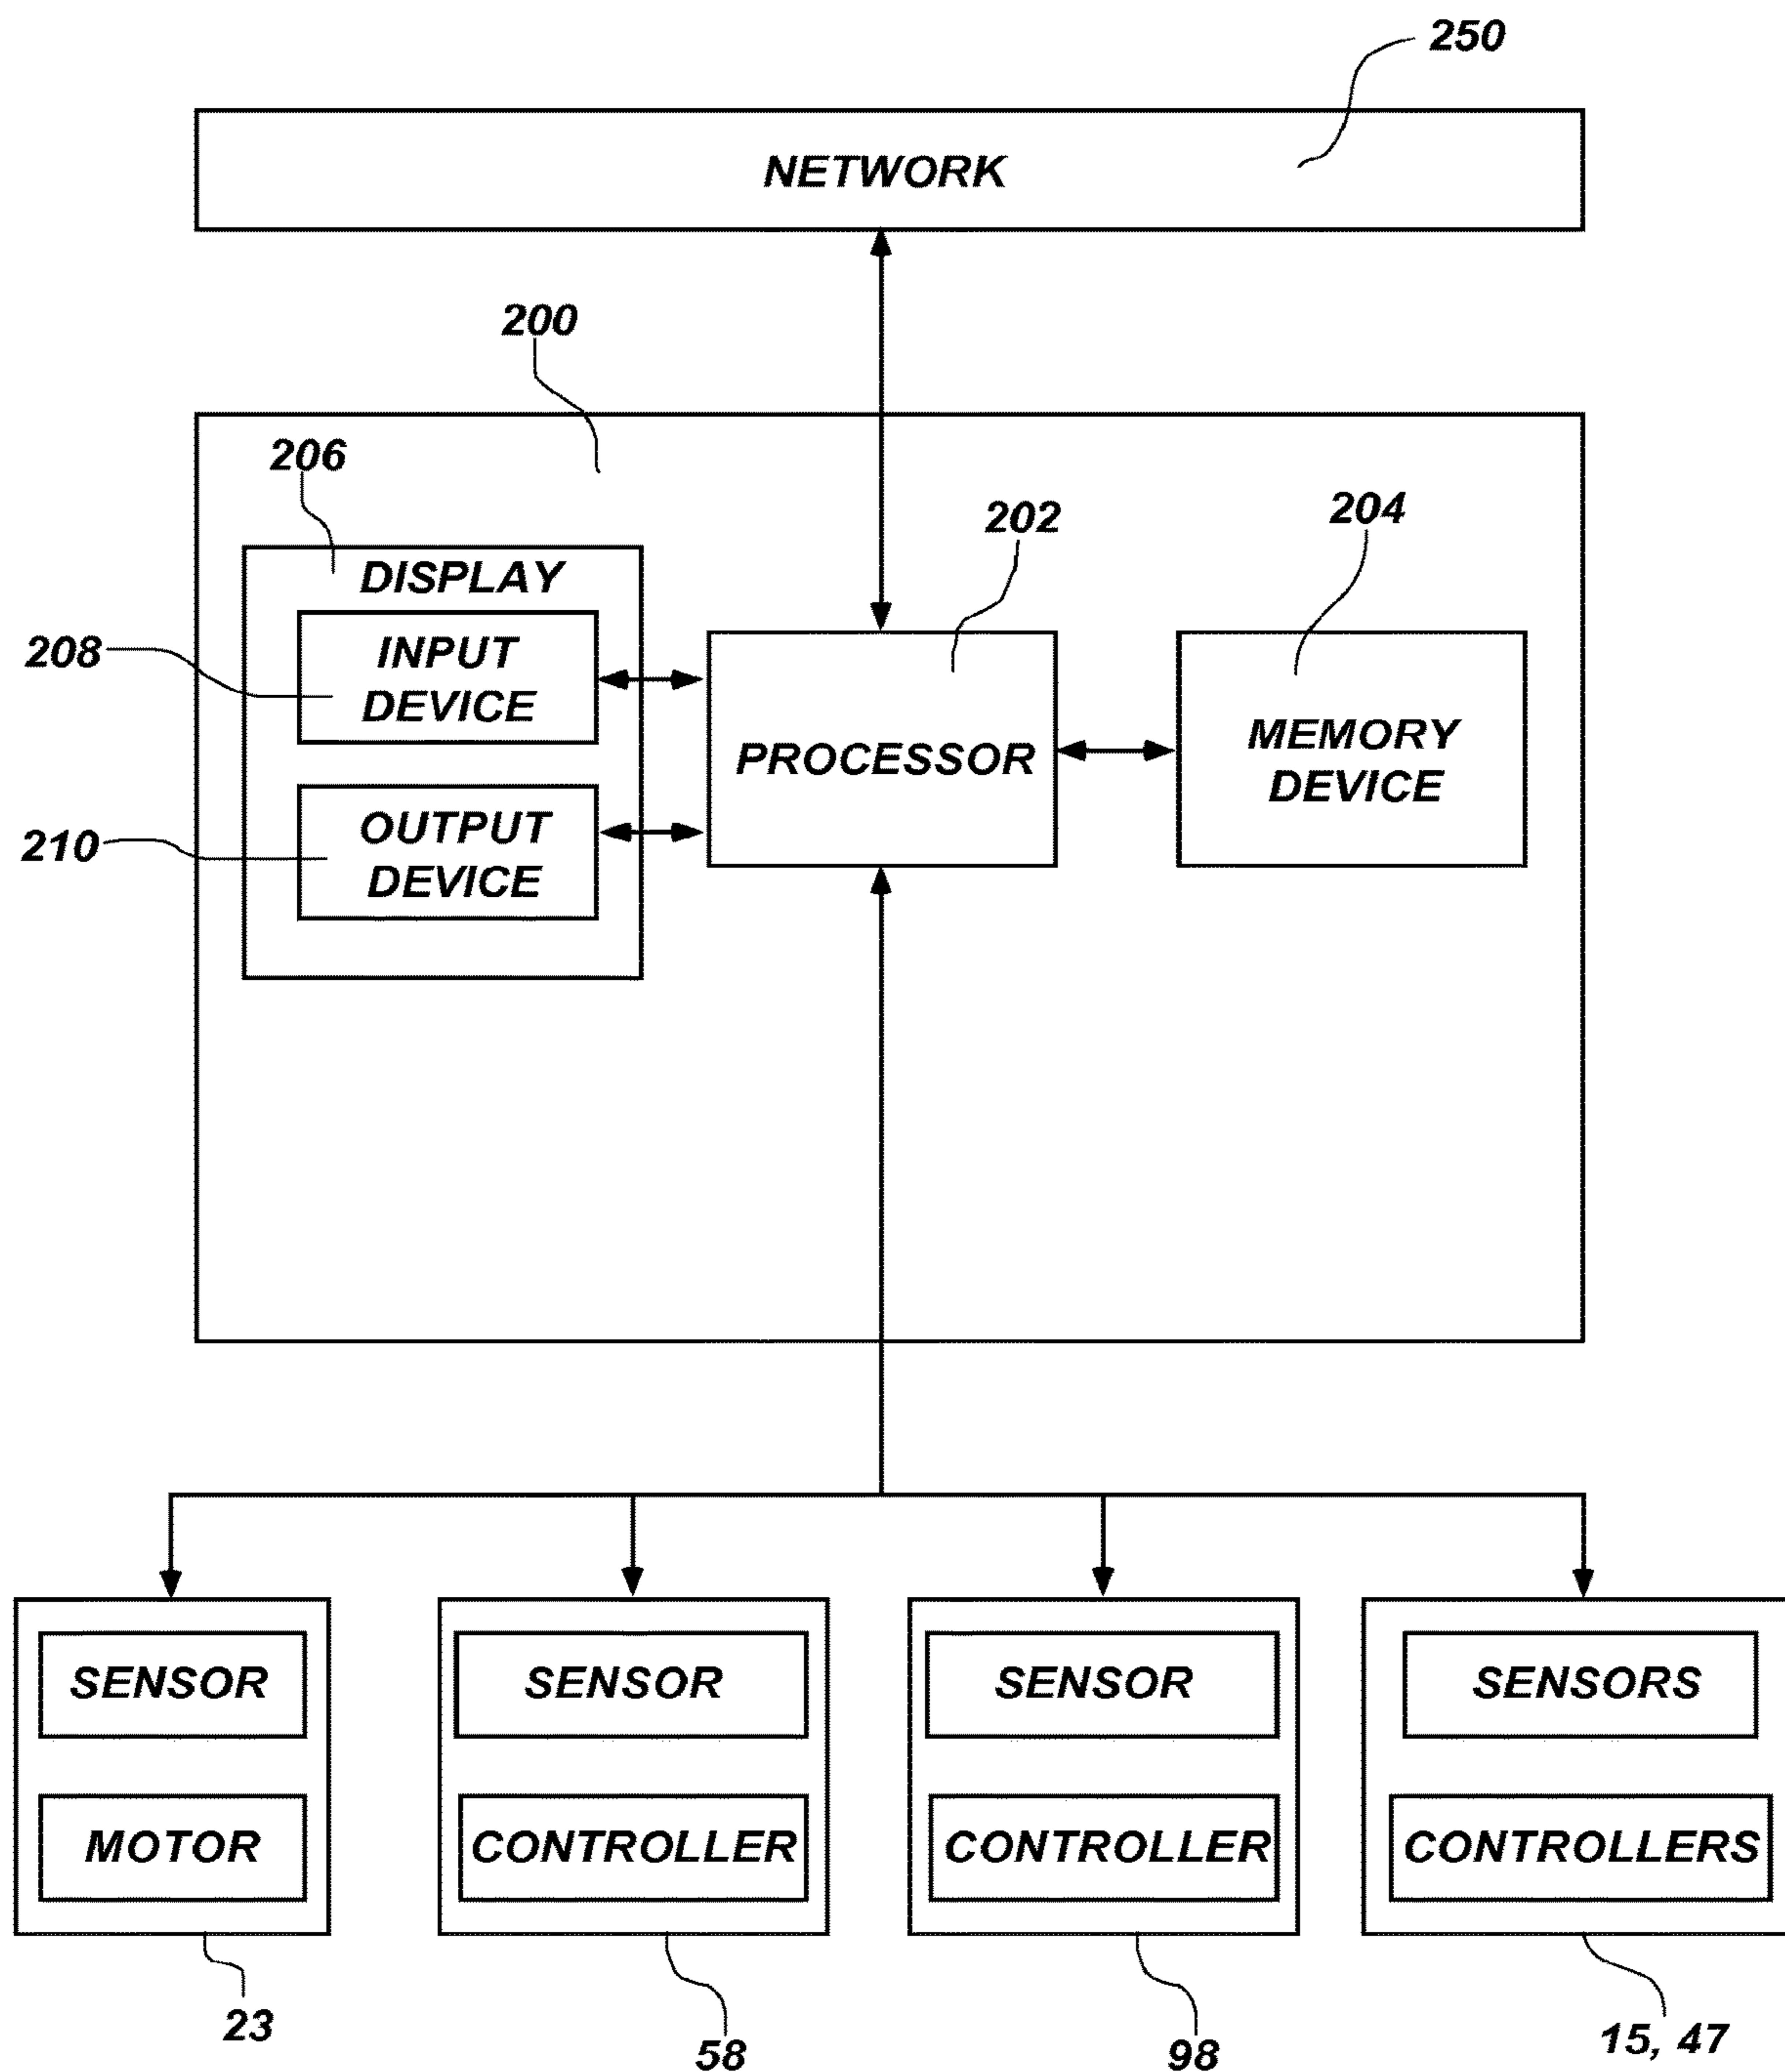 250
NETWORK
200
206
202
204
DISPLAY
208
INPUT
DEVICE
PROCESSOR
MEMORY
DEVICE
210
OUTPUT
DEVICE
SENSOR
SENSOR
SENSOR
SENSORS
MOTOR
CONTROLLER
CONTROLLER
CONTROLLERS
23
58
98
15, 47